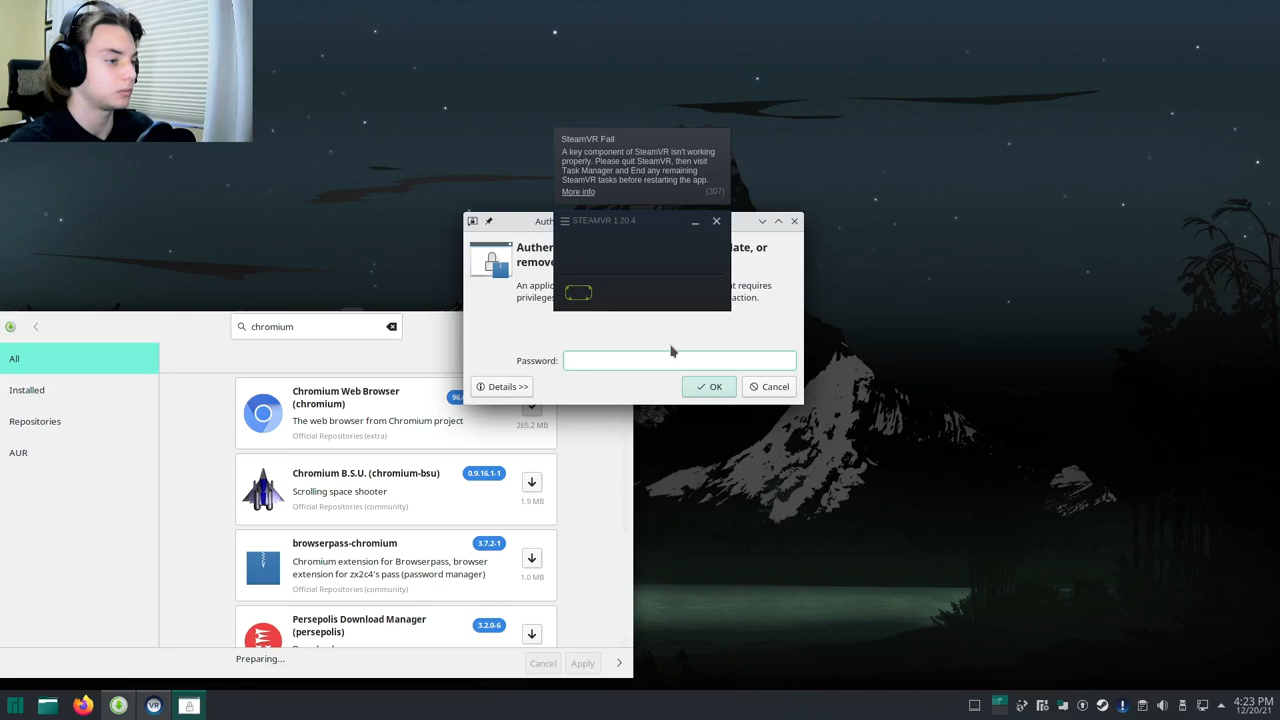 SteamVR Fail
A key component of SteamVR isn't working
properly. Please quit SteamVR, then visit
Task Manager and End any remaining
SteamVR tasks before restarting the app.
More info
(307)
STEAMVR 1.20.4
ate, or
remove
An applic
t requires
privileges
action.
Password:
Details >>
OK
Cancel
chromium
All
Installed
Repositories
AUR
Chromium Web Browser
(chromium)
96.
The web browser from Chromium project
Official Repositories (extra)
265.2 MB
Chromium B.S.U. (chromium-bsu)
0.9.16.1-1
Scrolling space shooter
Official Repositories (community)
1.9 MB
browserpass-chromium
3.7.2-1
Chromium extension for Browserpass, browser
extension for zx2c4's pass (password manager)
Official Repositories (community)
1.0 MB
Persepolis Download Manager
(persepolis)
3.2.0-6
Preparing...
Cancel
Apply
VR
4:23 PM
12/20/21